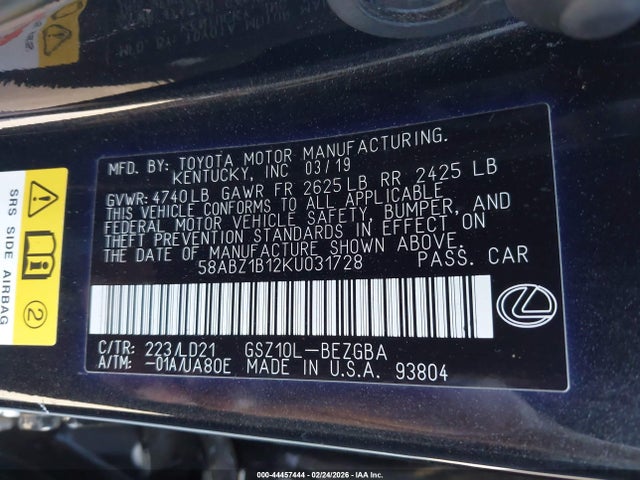 MFD. BY: TOYOTA MOTOR MANUFACTURING.
KENTUCKY, INC 03/19
GVWR: 4740 LB GAWR FR 2625 LB RR 2425 LB
THIS VEHICLE CONFORMS TO ALL APPLICABLE
FEDERAL MOTOR VEHICLE SAFETY, BUMPER, AND
THEFT PREVENTION STANDARDS IN EFFECT ON
THE DATE OF MANUFACTURE SHOWN ABOVE.
58ABZ1B12KU031728 PASS. CAR
C/TR: 223/LD21 GSZ10L-BEZGBA
A/TM: -01A/UA80E MADE IN U.S.A. 93804
SRS SIDE AIRBAG
2
000-44457444 - 02/24/2026 - IAA Inc.